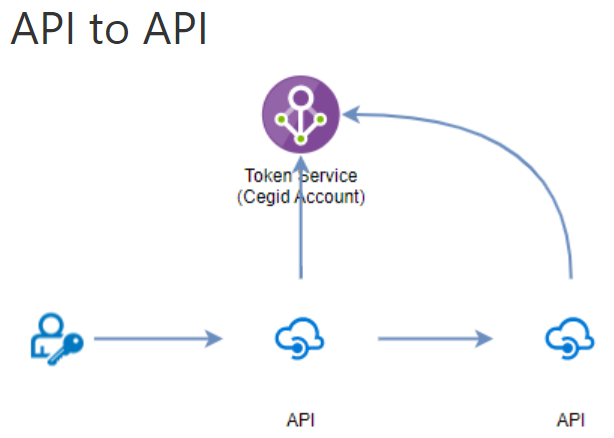 API to API
Token Service
(Cegid Account)
API
API